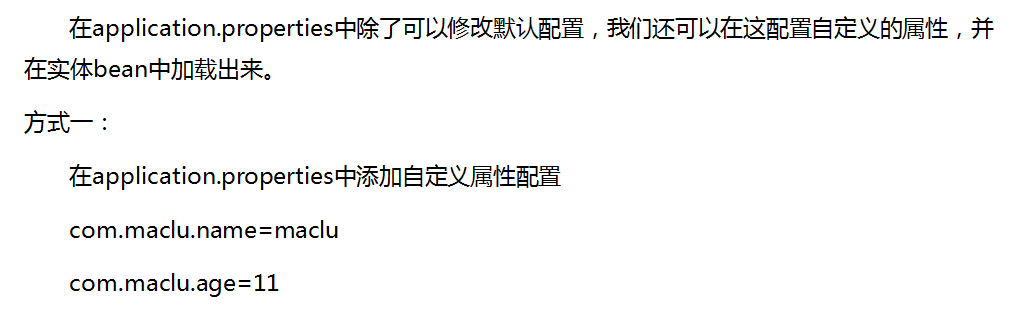 在application.properties中除了可以修改默认配置，我们还可以在这配置自定义的属性，并
在实体bean中加载出来。
方式一：
在application.properties中添加自定义属性配置
com.maclu.name=maclu
com.maclu.age=11